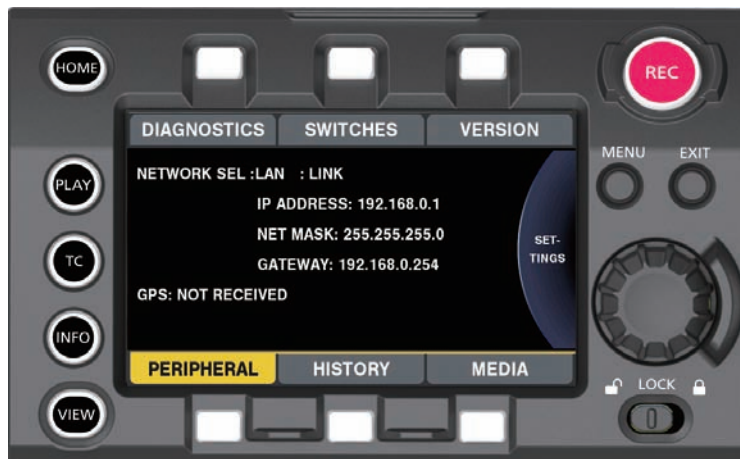 HOME
REC
DIAGNOSTICS SWITCHES VERSION
MENU EXIT
NETWORK SEL :LAN : LINK
PLAY
IP ADDRESS: 192.168.0.1
NET MASK: 255.255.255.0
SET-
TINGS
TC
GATEWAY: 192.168.0.254
GPS: NOT RECEIVED
INFO
PERIPHERAL HISTORY MEDIA
LOCK
VIEW